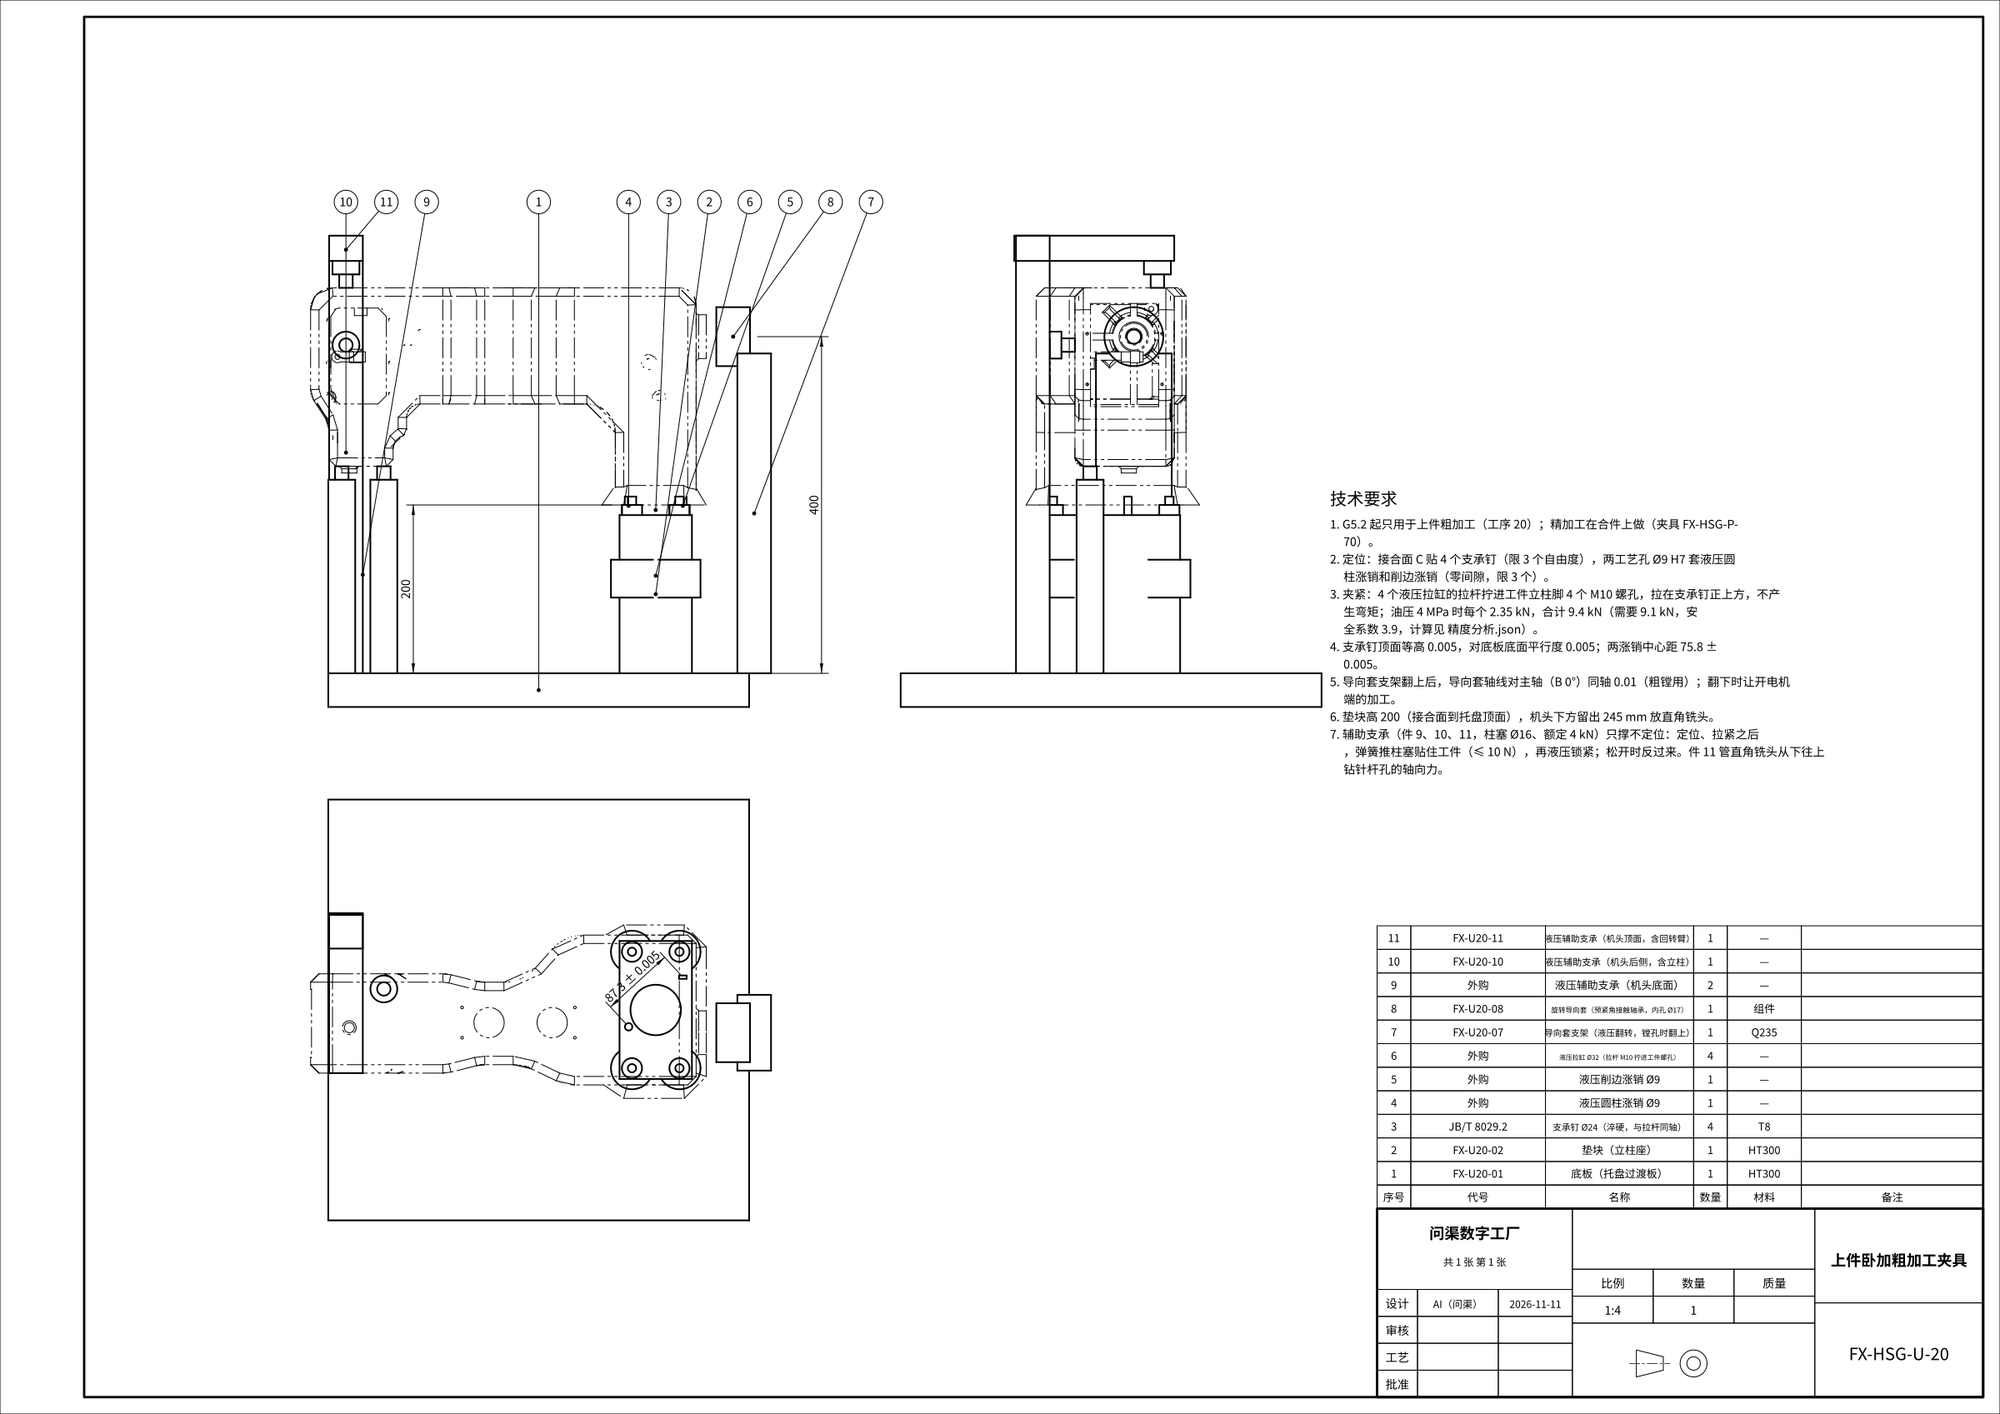 10 11 9 1 4 3 2 6 5 8 7
400
200
87.3 ± 0.005
技术要求
1. G5.2 起只用于上件粗加工（工序 20）；精加工在合件上做（夹具 FX-HSG-P-
70）。
2. 定位：接合面 C 贴 4 个支承钉（限 3 个自由度），两工艺孔 Ø9 H7 套液压圆
柱涨销和削边涨销（零间隙，限 3 个）。
3. 夹紧：4 个液压拉缸的拉杆拧进工件立柱脚 4 个 M10 螺孔，拉在支承钉正上方，不产
生弯矩；油压 4 MPa 时每个 2.35 kN，合计 9.4 kN（需要 9.1 kN，安
全系数 3.9，计算见 精度分析.json）。
4. 支承钉顶面等高 0.005，对底板底面平行度 0.005；两涨销中心距 75.8 ±
0.005。
5. 导向套支架翻上后，导向套轴线对主轴（B 0°）同轴 0.01（粗镗用）；翻下时让开电机
端的加工。
6. 垫块高 200（接合面到托盘顶面），机头下方留出 245 mm 放直角铣头。
7. 辅助支承（件 9、10、11，柱塞 Ø16、额定 4 kN）只撑不定位：定位、拉紧之后
，弹簧推柱塞贴住工件（≤ 10 N），再液压锁紧；松开时反过来。件 11 管直角铣头从下往上
钻针杆孔的轴向力。
11 FX-U20-11 液压辅助支承（机头顶面，含回转臂） 1 —
10 FX-U20-10 液压辅助支承（机头后侧，含立柱） 1 —
9 外购 液压辅助支承（机头底面） 2 —
8 FX-U20-08 旋转导向套（预紧角接触轴承，内孔 Ø17） 1 组件
7 FX-U20-07 导向套支架（液压翻转，镗孔时翻上） 1 Q235
6 外购 液压拉缸 Ø32（拉杆 M10 拧进工件螺孔） 4 —
5 外购 液压削边涨销 Ø9 1 —
4 外购 液压圆柱涨销 Ø9 1 —
3 JB/T 8029.2 支承钉 Ø24（淬硬，与拉杆同轴） 4 T8
2 FX-U20-02 垫块（立柱座） 1 HT300
1 FX-U20-01 底板（托盘过渡板） 1 HT300
序号 代号 名称 数量 材料 备注
问渠数字工厂
共 1 张 第 1 张
上件卧加粗加工夹具
比例 数量 质量
1:4 1
设计 AI（问渠） 2026-11-11
审核
工艺
批准
FX-HSG-U-20